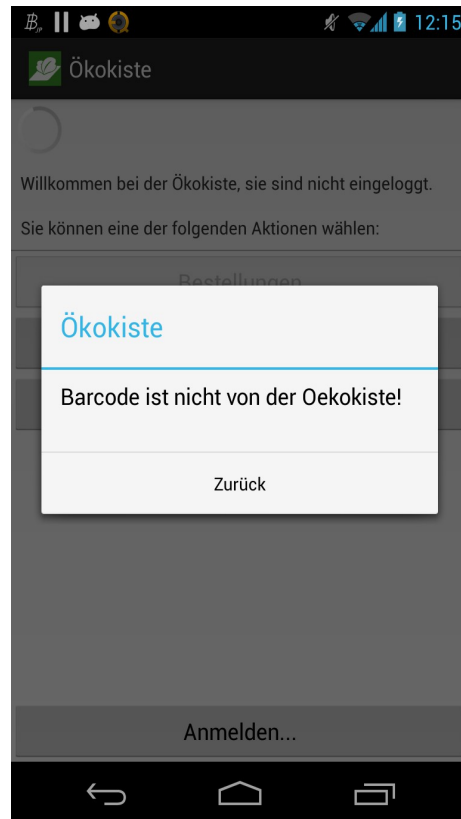 12:15
Ökokiste
Willkommen bei der Ökokiste, sie sind nicht eingeloggt.
Sie können eine der folgenden Aktionen wählen:
Bestellungen
Ökokiste
Barcode ist nicht von der Oekokiste!
Zurück
Anmelden...